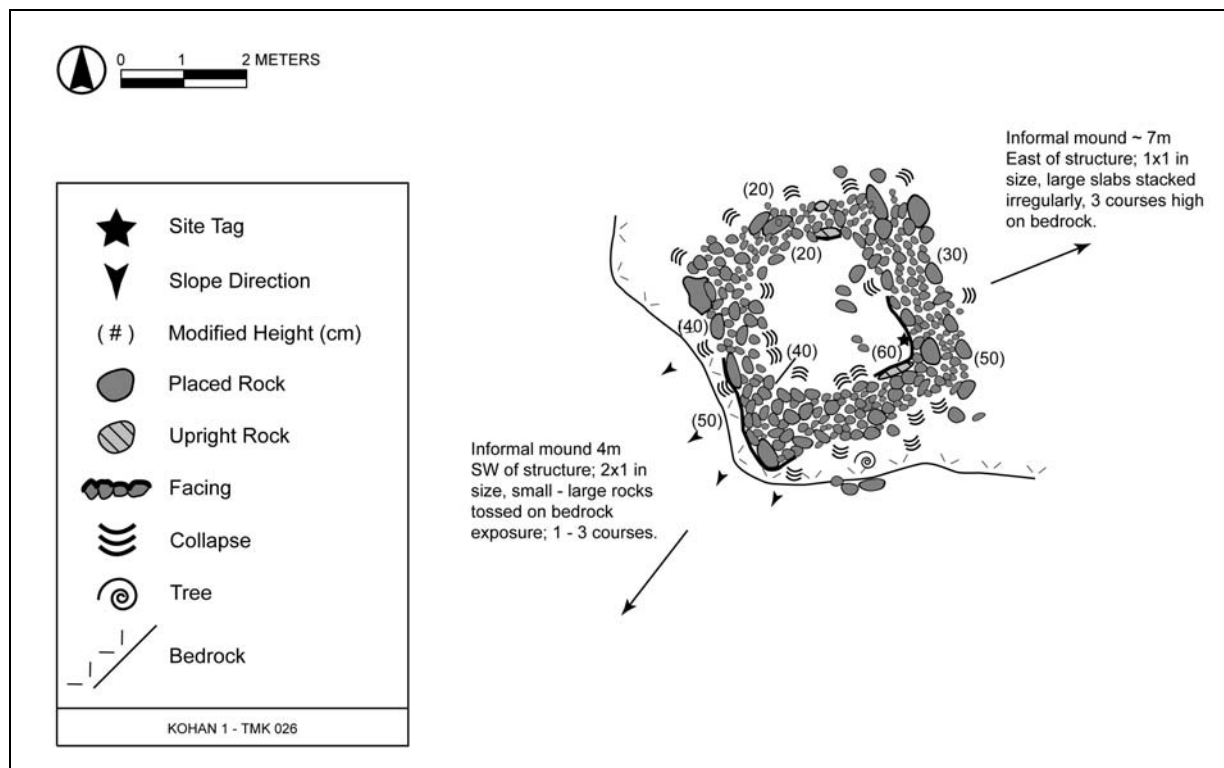 0 1 2 METERS
Site Tag
Slope Direction
( # ) Modified Height (cm)
Placed Rock
Upright Rock
Facing
Collapse
Tree
Bedrock
KOHAN 1 - TMK 026
Informal mound ~ 7m
East of structure; 1x1 in
size, large slabs stacked
irregularly, 3 courses high
on bedrock.
(20)
(20)
(30)
(40)
(40)
(60)
(50)
(50)
Informal mound 4m
SW of structure; 2x1 in
size, small - large rocks
tossed on bedrock
exposure; 1 - 3 courses.